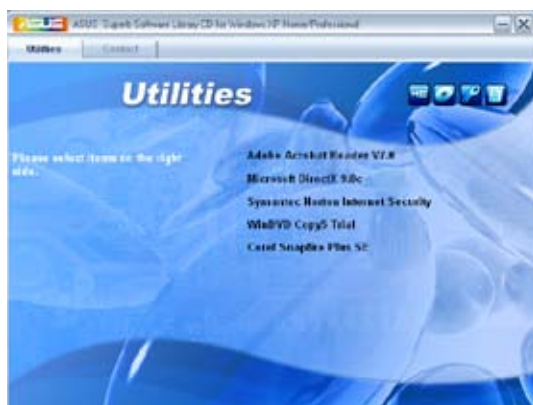 ASUS Superb Software Library CD for Windows XP Home/Professional
Utilities
Contact
Utilities
Please select items on the right
side.
Adobe Acrobat Reader V7.0
Microsoft DirectX 9.0c
Symantec Norton Internet Security
WinDVD Copy5 Trial
Corel Snapfire Plus SE